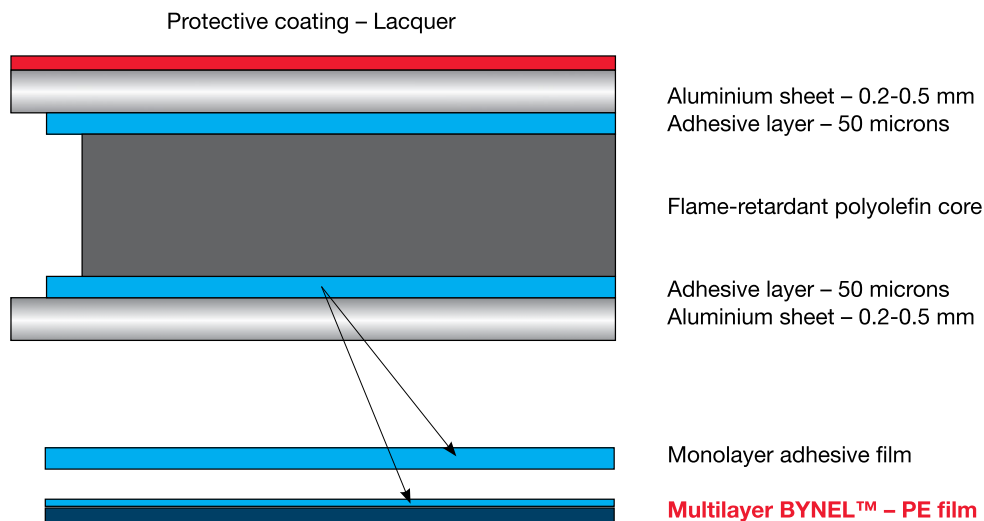 Protective coating – Lacquer
Aluminium sheet – 0.2-0.5 mm
Adhesive layer – 50 microns
Flame-retardant polyolefin core
Adhesive layer – 50 microns
Aluminium sheet – 0.2-0.5 mm
Monolayer adhesive film
Multilayer BYNEL™ – PE film